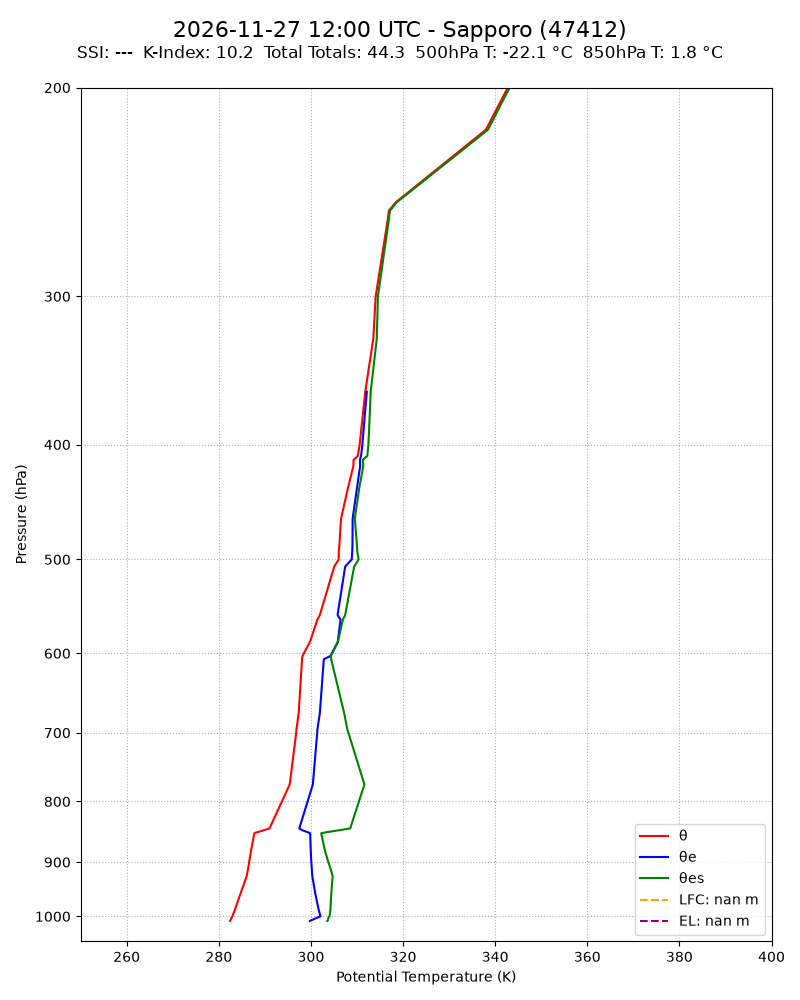 2026-11-27 12:00 UTC - Sapporo (47412)
SSI: ---  K-Index: 10.2  Total Totals: 44.3  500hPa T: -22.1 °C  850hPa T: 1.8 °C
200
300
400
500
600
700
800
900
1000
Pressure (hPa)
260
280
300
320
340
360
380
400
Potential Temperature (K)
θ
θe
θes
LFC: nan m
EL: nan m